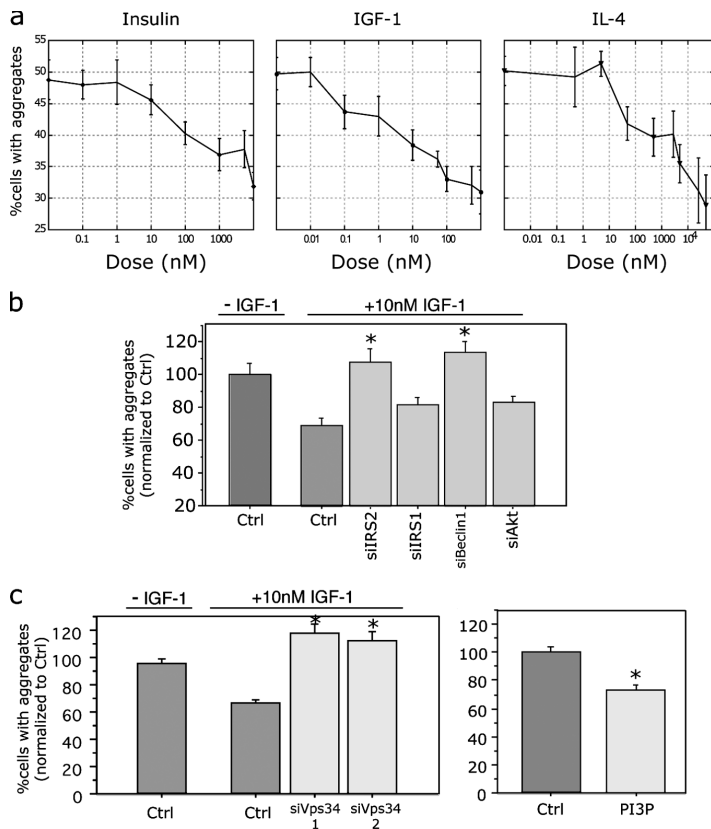 a
Insulin
IGF-1
IL-4
%cells with aggregates
55
50
45
40
35
30
25
0.1 1 10 100 1000
0.01 0.1 1 10 100
0.01 0.1 1 10 100 1000 10⁴
Dose (nM)
Dose (nM)
Dose (nM)
b
- IGF-1
+10nM IGF-1
%cells with aggregates
(normalized to Ctrl)
120
100
80
60
40
20
*
*
Ctrl
Ctrl
siIRS2
siIRS1
siBeclin1
siAkt
c
- IGF-1
+10nM IGF-1
%cells with aggregates
(normalized to Ctrl)
120
100
80
60
40
20
0
*
*
Ctrl
Ctrl
siVps34
1
siVps34
2
120
100
80
60
40
20
0
*
Ctrl
PI3P